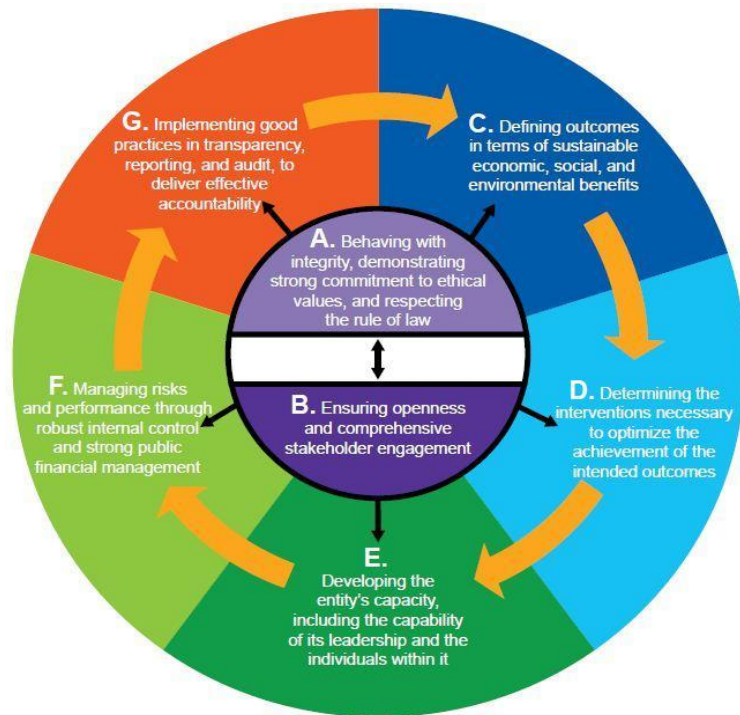 A. Behaving with
integrity, demonstrating
strong commitment to ethical
values, and respecting
the rule of law
B. Ensuring openness
and comprehensive
stakeholder engagement
C. Defining outcomes
in terms of sustainable
economic, social, and
environmental benefits
D. Determining the
interventions necessary
to optimize the
achievement of the
intended outcomes
E.
Developing the
entity's capacity,
including the capability
of its leadership and the
individuals within it
F. Managing risks
and performance through
robust internal control
and strong public
financial management
G. Implementing good
practices in transparency,
reporting, and audit, to
deliver effective
accountability